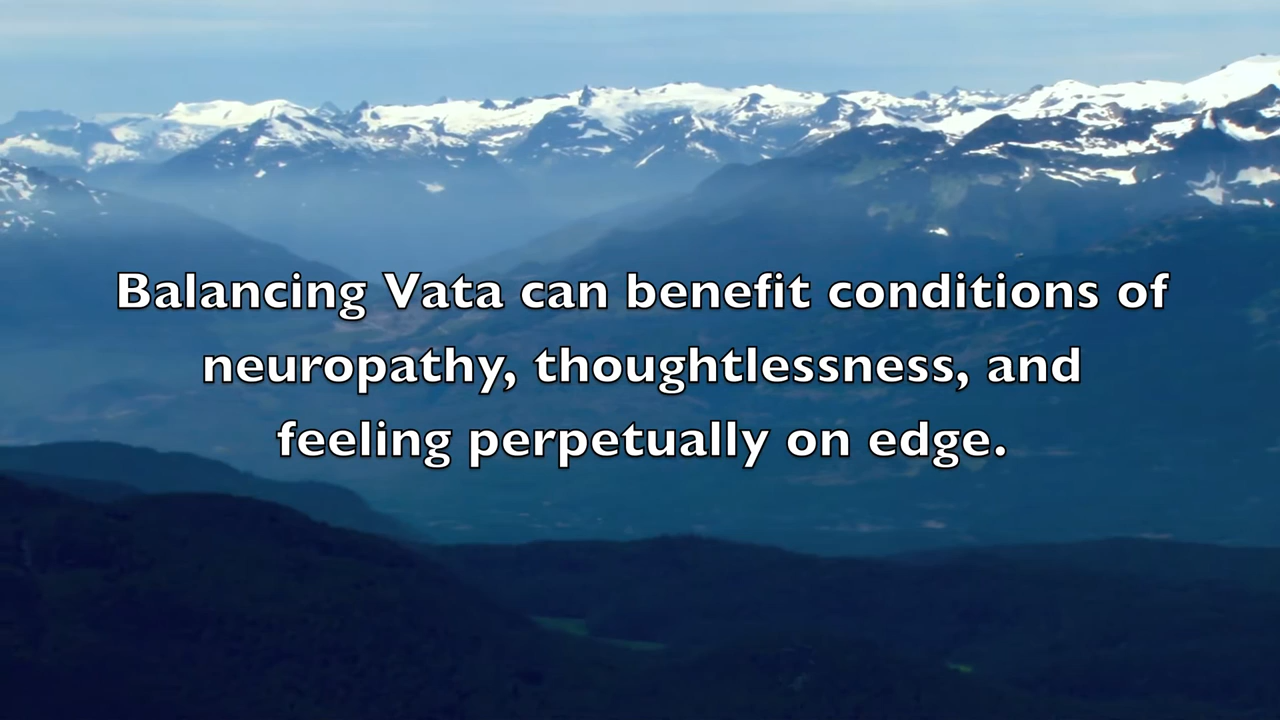 Balancing Vata can benefit conditions of
neuropathy, thoughtlessness, and
feeling perpetually on edge.